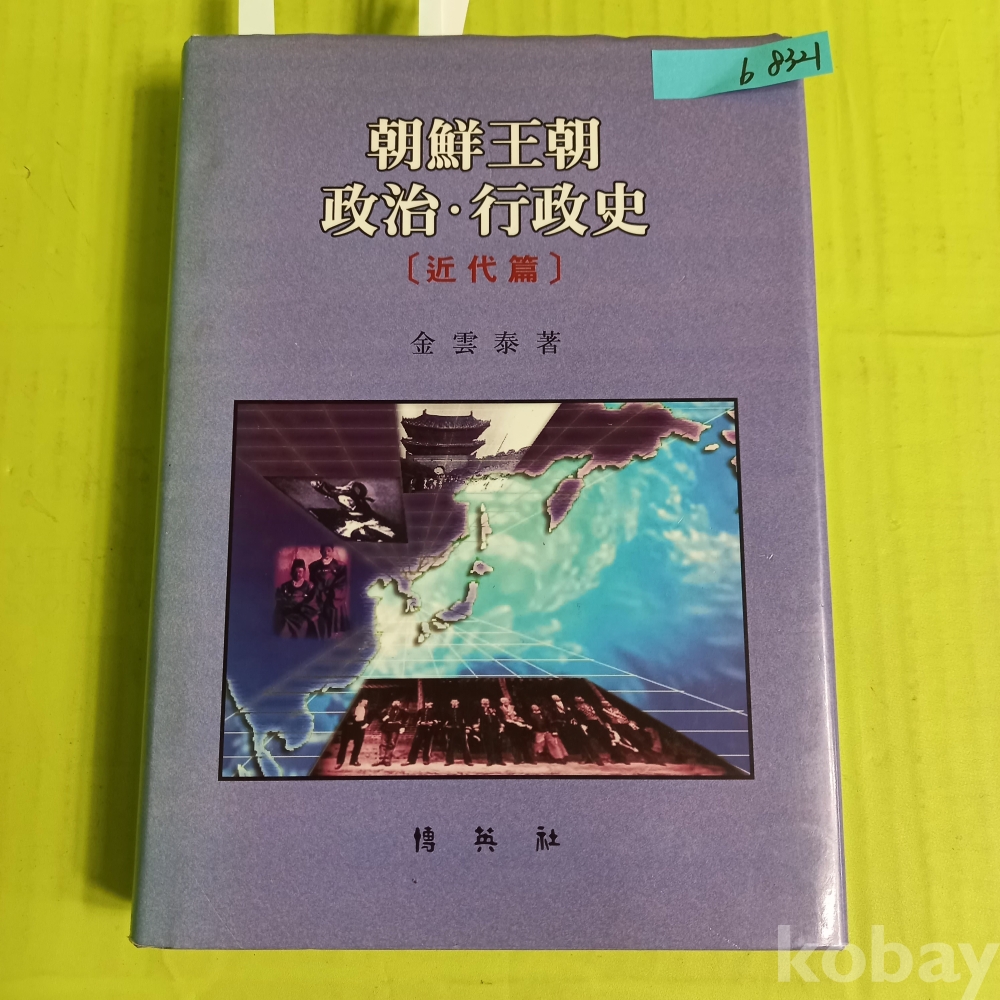 b 8321
朝鮮王朝
政治·行政史
〔近代篇〕
金雲泰著
博英社
kobay